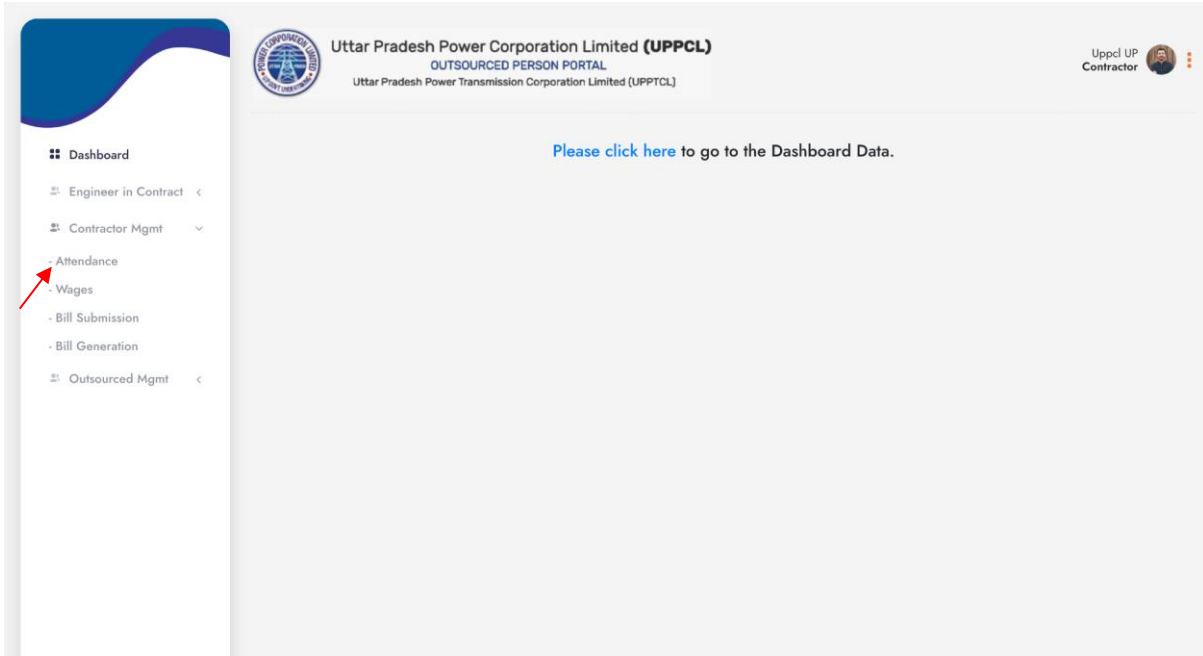 Uttar Pradesh Power Corporation Limited (UPPCL)
OUTSOURCED PERSON PORTAL
Uttar Pradesh Power Transmission Corporation Limited (UPPTCL)
Uppcl UP
Contractor
Please click here to go to the Dashboard Data.
Dashboard
Engineer in Contract
Contractor Mgmt
- Attendance
- Wages
- Bill Submission
- Bill Generation
Outsourced Mgmt